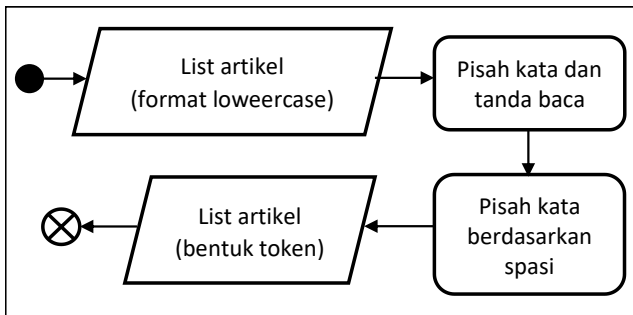 List artikel
(format loweercase)
Pisah kata dan
tanda baca
Pisah kata
berdasarkan
spasi
List artikel
(bentuk token)